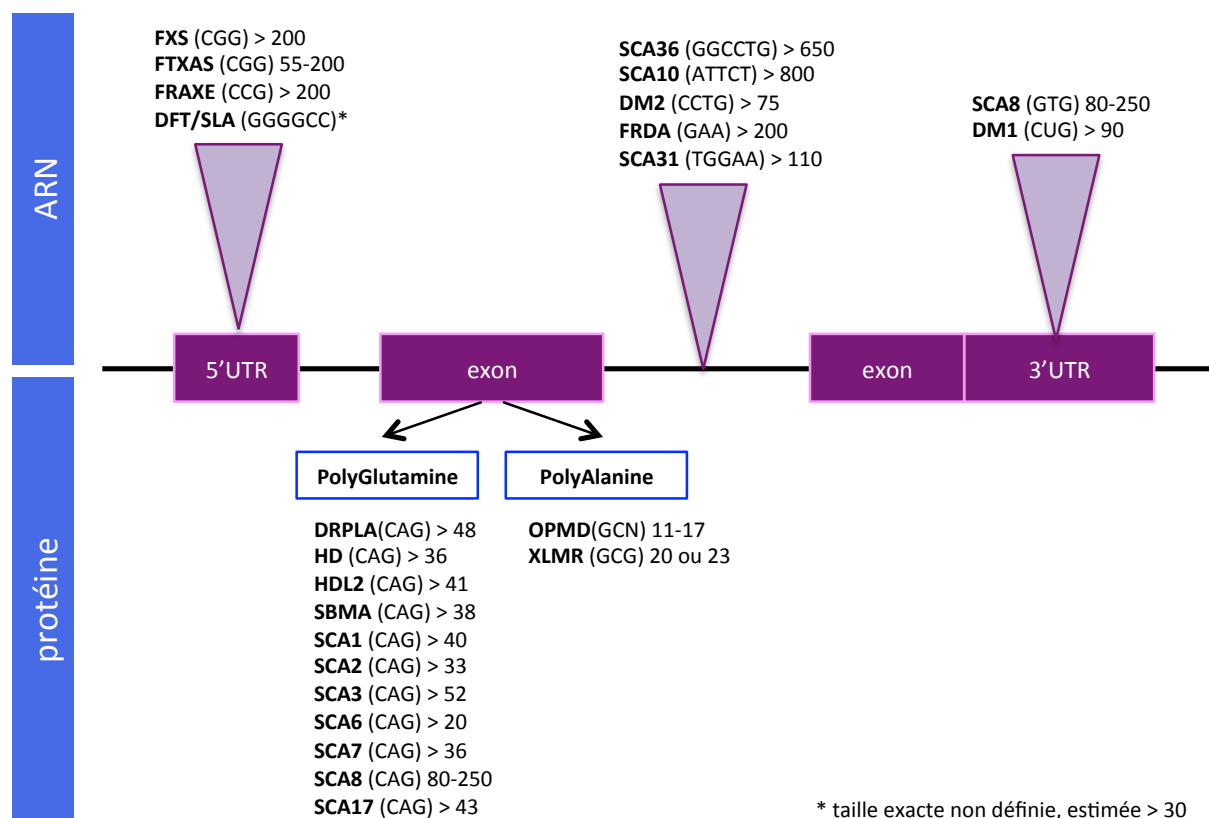 ARN
FXS (CGG) > 200
FTXAS (CGG) 55-200
FRAXE (CCG) > 200
DFT/SLA (GGGGCC)*
SCA36 (GGCCTG) > 650
SCA10 (ATTCT) > 800
DM2 (CCTG) > 75
FRDA (GAA) > 200
SCA31 (TGGAA) > 110
SCA8 (GTG) 80-250
DM1 (CUG) > 90
5’UTR
exon
exon
3’UTR
protéine
PolyGlutamine
DRPLA(CAG) > 48
HD (CAG) > 36
HDL2 (CAG) > 41
SBMA (CAG) > 38
SCA1 (CAG) > 40
SCA2 (CAG) > 33
SCA3 (CAG) > 52
SCA6 (CAG) > 20
SCA7 (CAG) > 36
SCA8 (CAG) 80-250
SCA17 (CAG) > 43
PolyAlanine
OPMD(GCN) 11-17
XLMR (GCG) 20 ou 23
* taille exacte non définie, estimée > 30